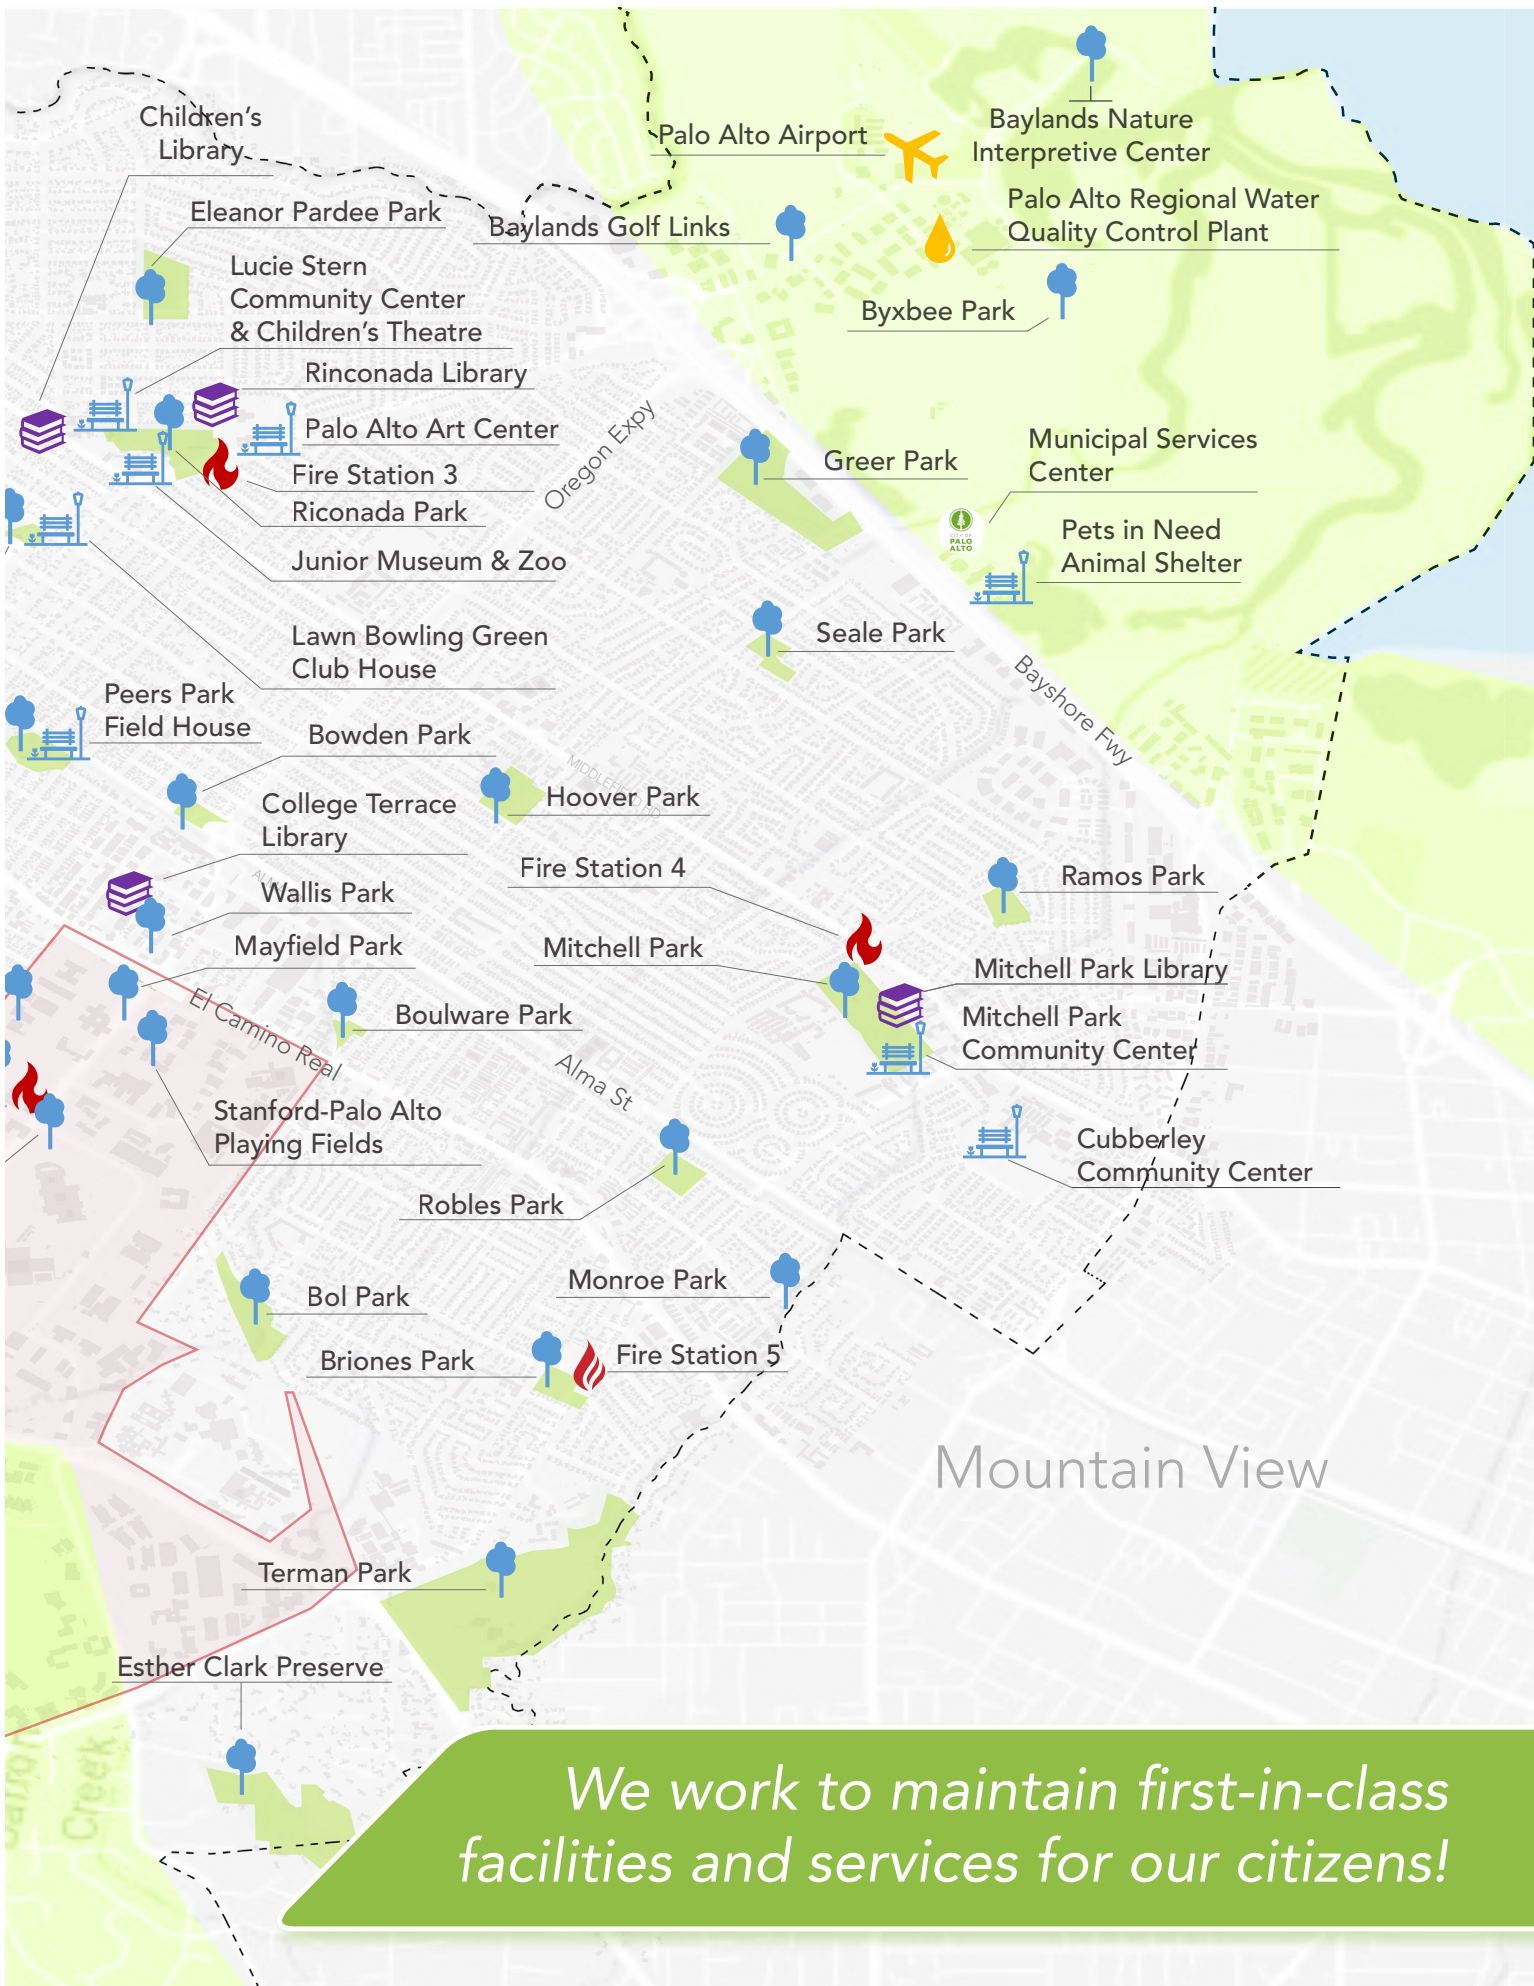 Children's
Library
Palo Alto Airport
Baylands Nature
Interpretive Center
Eleanor Pardee Park
Baylands Golf Links
Palo Alto Regional Water
Quality Control Plant
Lucie Stern
Community Center
& Children's Theatre
Byxbee Park
Rinconada Library
Palo Alto Art Center
Oregon Expy
Fire Station 3
Riconada Park
Greer Park
Municipal Services
Center
CITY OF
PALO
ALTO
Pets in Need
Animal Shelter
Junior Museum & Zoo
Lawn Bowling Green
Club House
Seale Park
Bayshore Fwy
Peers Park
Field House
Bowden Park
MIDDLEFIELD RD
Hoover Park
College Terrace
Library
Fire Station 4
Ramos Park
Wallis Park
Mayfield Park
Mitchell Park
Mitchell Park Library
El Camino Real
Boulware Park
Mitchell Park
Community Center
Alma St
Stanford-Palo Alto
Playing Fields
Cubberley
Community Center
Robles Park
Monroe Park
Bol Park
Briones Park
Fire Station 5
Mountain View
Terman Park
Esther Clark Preserve
Creek
We work to maintain first-in-class
facilities and services for our citizens!